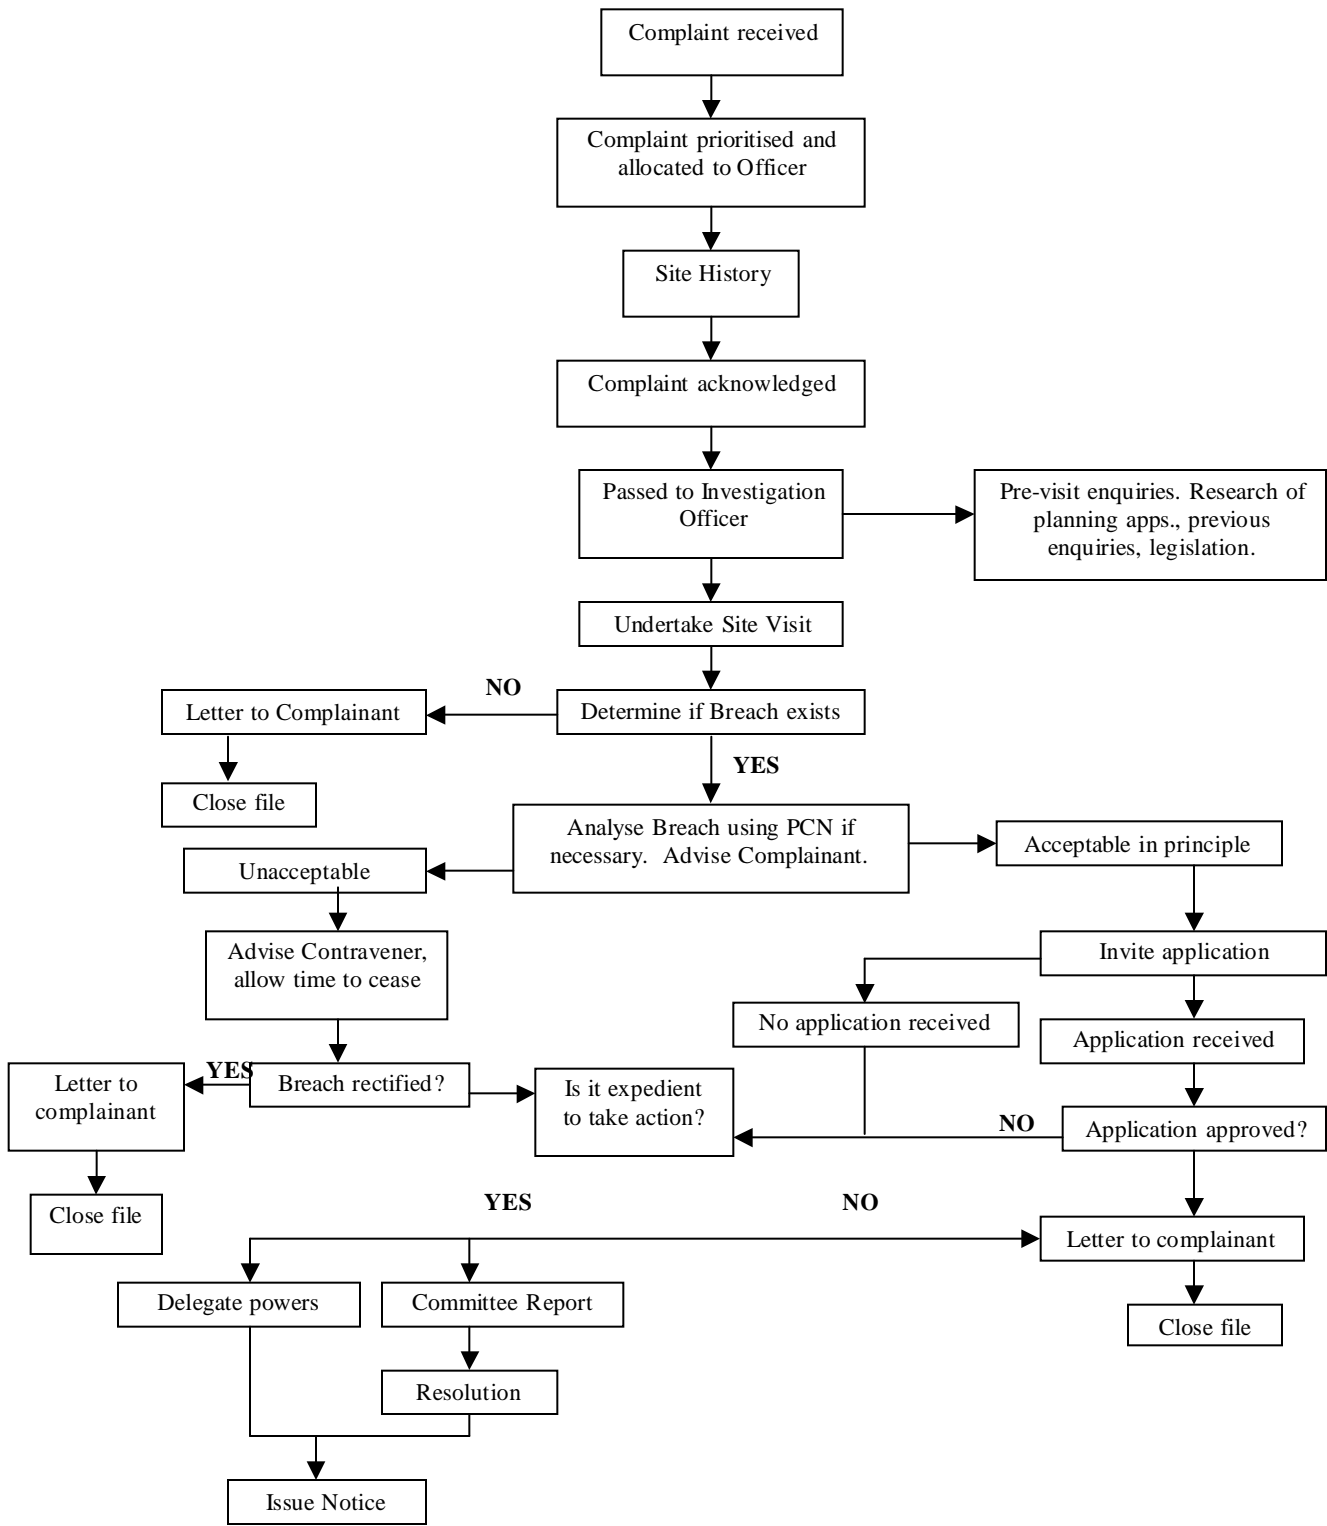 Complaint received
Complaint prioritised and
allocated to Officer
Site History
Complaint acknowledged
Passed to Investigation
Officer
Pre-visit enquiries. Research of
planning apps., previous
enquiries, legislation.
Undertake Site Visit
NO
Letter to Complainant
Determine if Breach exists
YES
Close file
Analyse Breach using PCN if
necessary. Advise Complainant.
Acceptable in principle
Unacceptable
Advise Contravener,
allow time to cease
Invite application
No application received
Application received
YES
Letter to
complainant
Breach rectified?
Is it expedient
to take action?
NO
Application approved?
Close file
YES
NO
Letter to complainant
Delegate powers
Committee Report
Close file
Resolution
Issue Notice